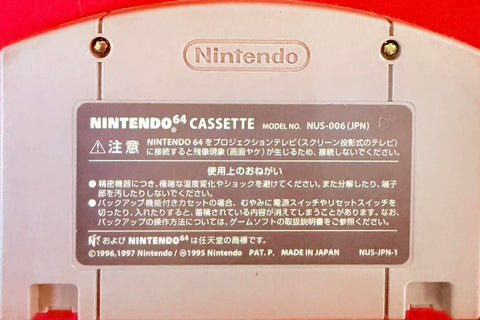 Nintendo
NINTENDO64 CASSETTE MODEL NO. NUS-006(JPN)
⚠注意 NINTENDO 64 をプロジェクションテレビ(スクリーン投影式のテレビ)
に接続すると残像現象(画面ヤケ)が生じるため、接続しないでください。
使用上のおねがい
●精密機器につき、極端な温度変化やショックを避けてください。また分解したり、端子
部を汚したりしないでください。
●バックアップ機能付きカセットの場合、むやみに電源スイッチやリセットスイッチを
切ったり、入れたりすると、蓄積されている内容が消えてしまうことがあります。なお、
バックアップの操作方法については、ゲームソフトの取扱説明書をご参照ください。
および NINTENDO64 は任天堂の商標です。
©1996,1997 Nintendo/Ⓜ1995 Nintendo PAT. P. MADE IN JAPAN NUS-JPN-1